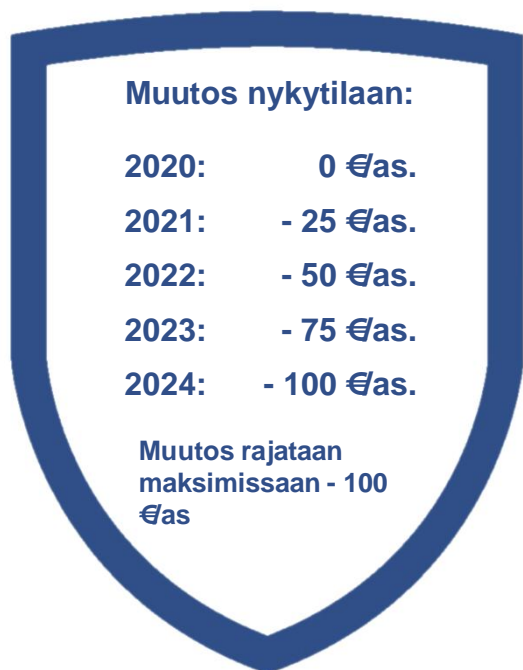 Muutos nykytilaan:
2020: 0 €/as.
2021: - 25 €/as.
2022: - 50 €/as.
2023: - 75 €/as.
2024: - 100 €/as.
Muutos rajataan
maksimissaan - 100
€/as